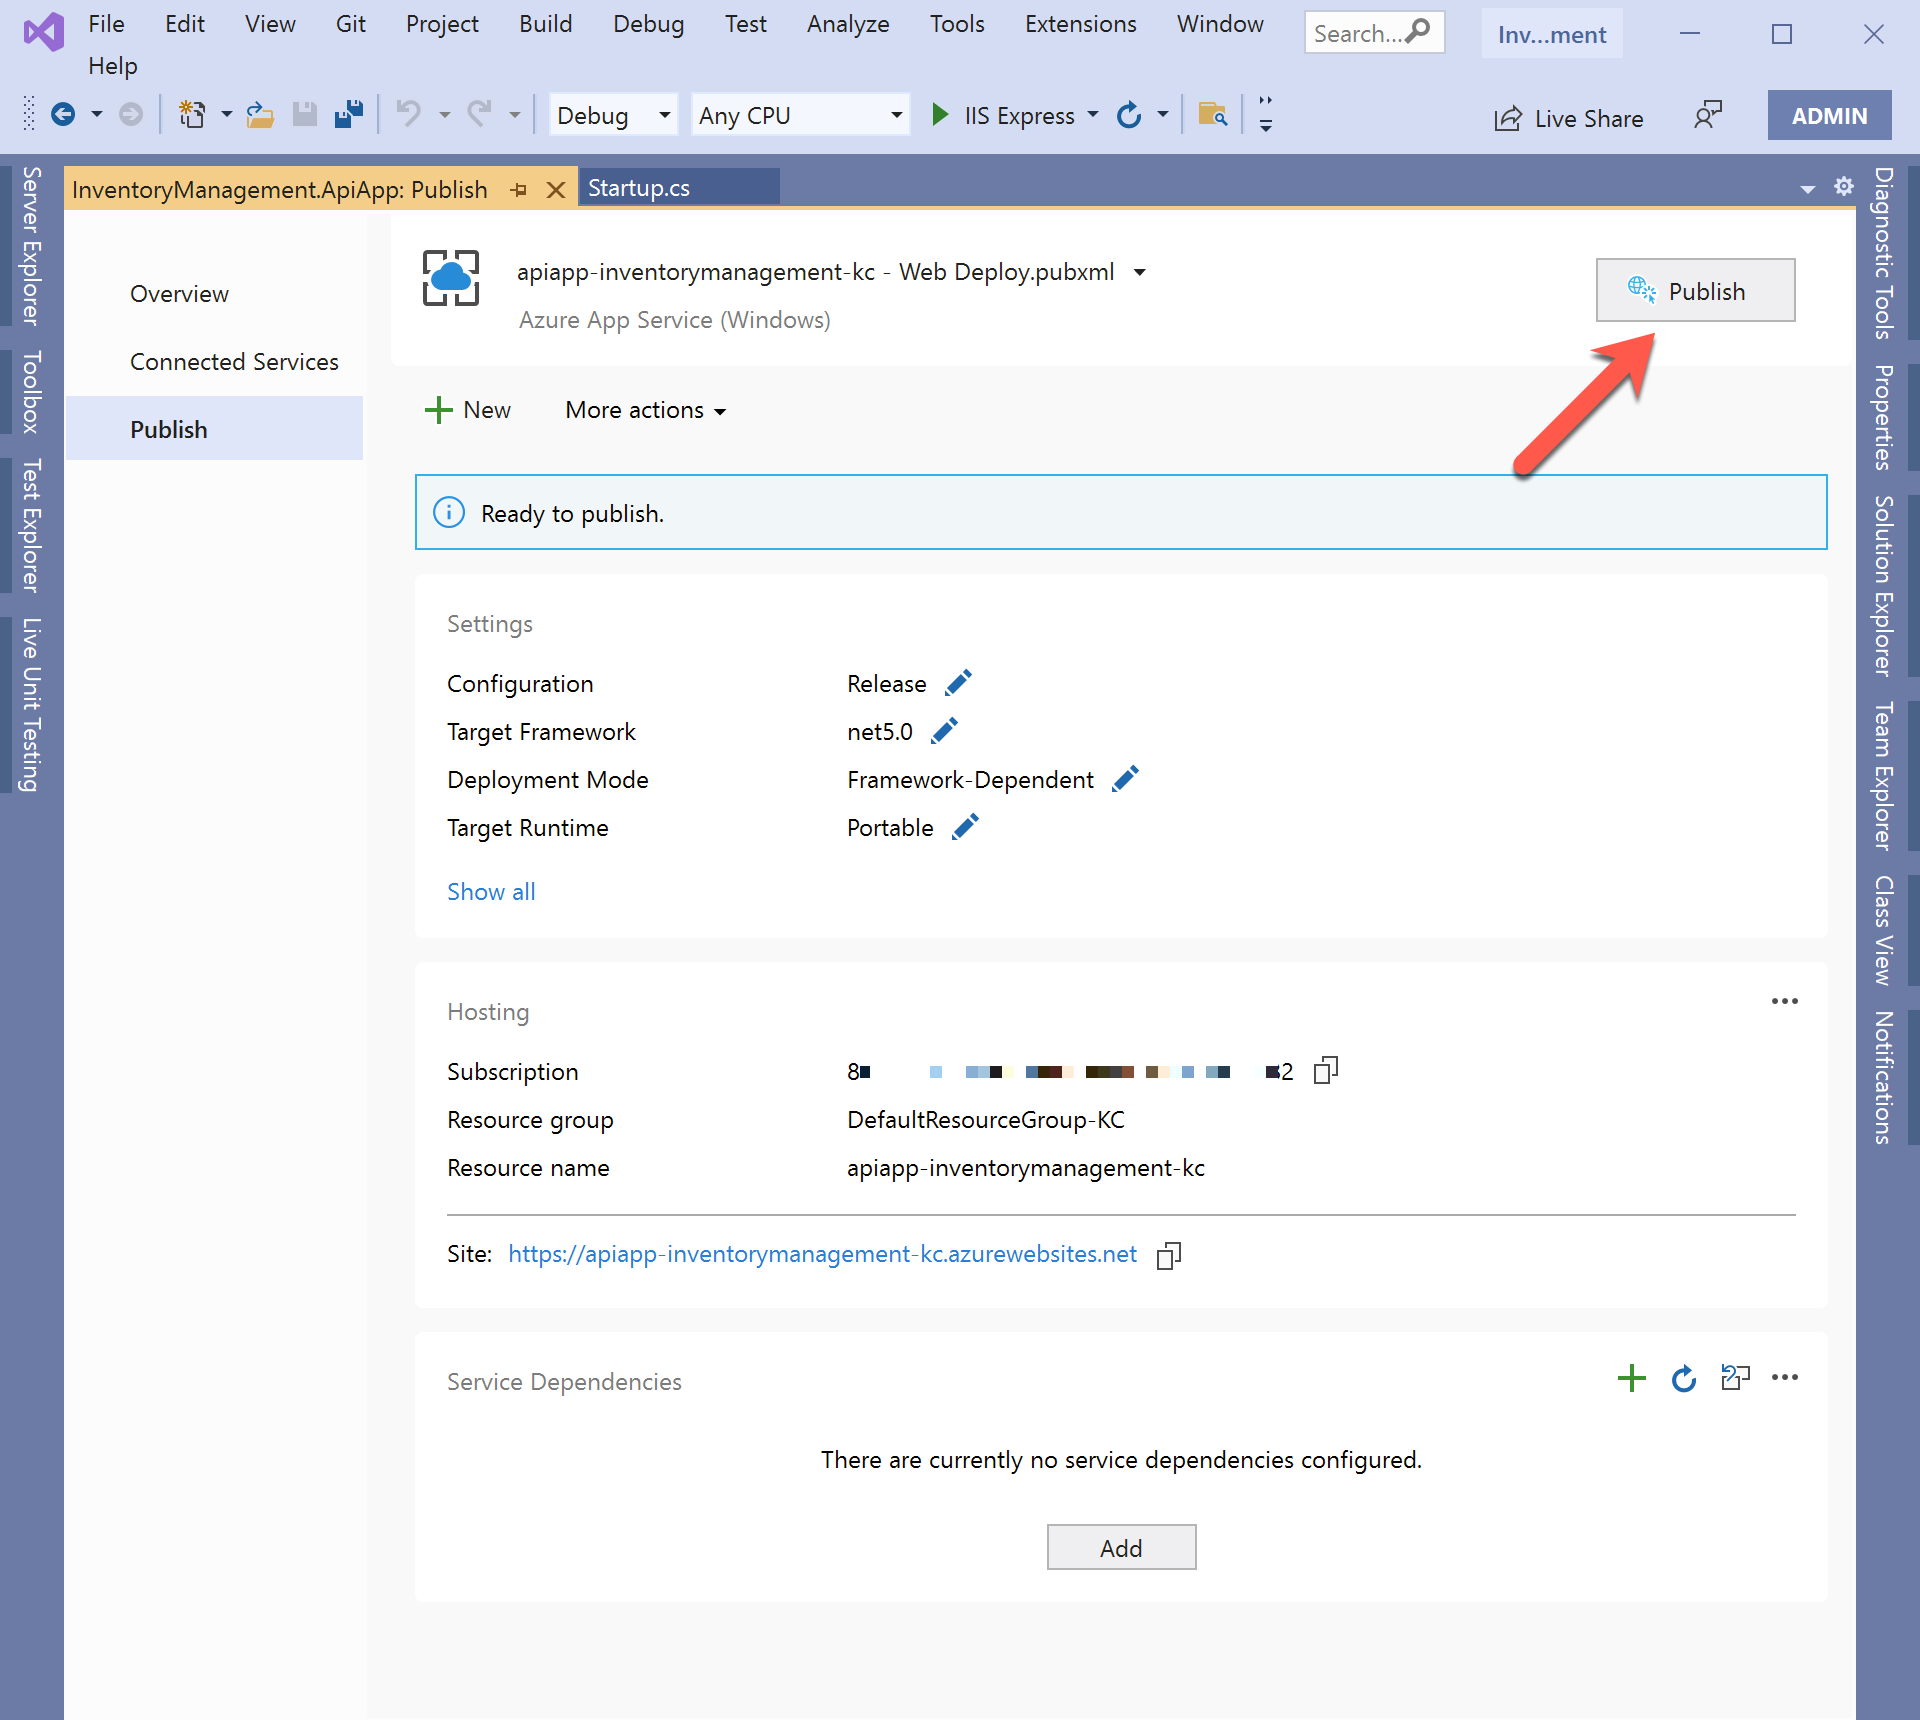 File Edit View Git Project Build Debug Test Analyze Tools Extensions Window Search... Inv...ment
Help
Debug Any CPU IIS Express Live Share ADMIN
InventoryManagement.ApiApp: Publish Startup.cs
Server Explorer
Toolbox
Test Explorer
Live Unit Testing
Overview
Connected Services
Publish
apiapp-inventorymanagement-kc - Web Deploy.pubxml
Azure App Service (Windows)
Publish
New More actions
Ready to publish.
Settings
Configuration Release
Target Framework net5.0
Deployment Mode Framework-Dependent
Target Runtime Portable
Show all
Hosting
Subscription 8 2
Resource group DefaultResourceGroup-KC
Resource name apiapp-inventorymanagement-kc
Site: https://apiapp-inventorymanagement-kc.azurewebsites.net
Service Dependencies
There are currently no service dependencies configured.
Add
Diagnostic Tools
Properties
Solution Explorer
Team Explorer
Class View
Notifications